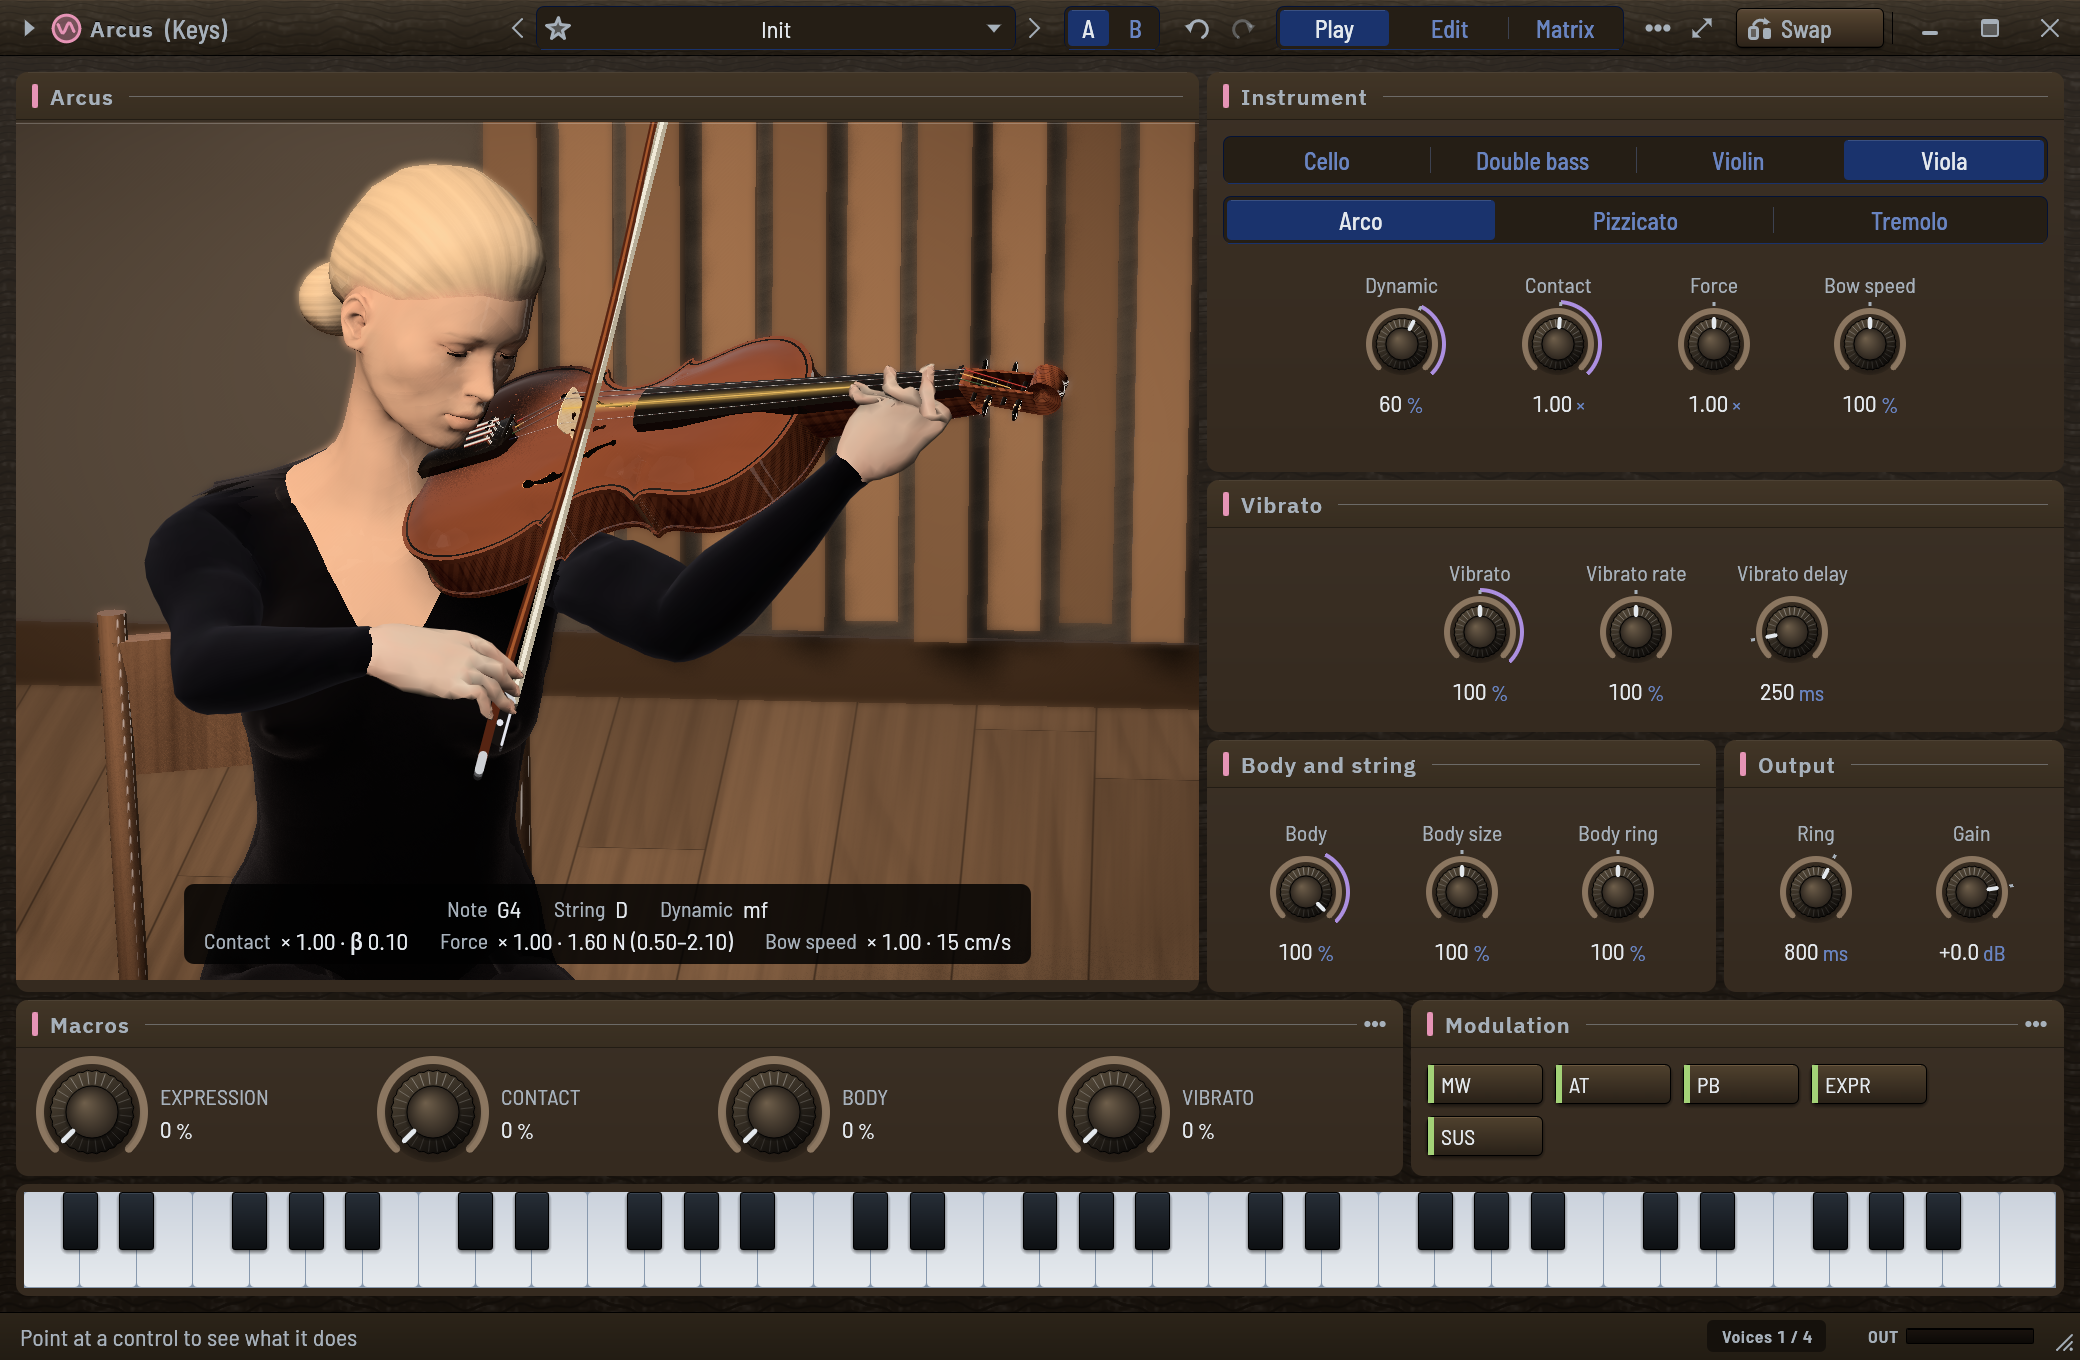 Arcus (Keys)
Init
A B
Play Edit Matrix
Swap
Arcus
Instrument
Cello Double bass Violin Viola
Arco Pizzicato Tremolo
Dynamic Contact Force Bow speed
60 % 1.00 × 1.00 × 100 %
Vibrato
Vibrato Vibrato rate Vibrato delay
100 % 100 % 250 ms
Body and string
Body Body size Body ring
100 % 100 % 100 %
Output
Ring Gain
800 ms +0.0 dB
Note G4 String D Dynamic mf
Contact × 1.00 · β 0.10 Force × 1.00 · 1.60 N (0.50–2.10) Bow speed × 1.00 · 15 cm/s
Macros
EXPRESSION CONTACT BODY VIBRATO
0 % 0 % 0 % 0 %
Modulation
MW AT PB EXPR
SUS
Point at a control to see what it does
Voices 1 / 4 OUT